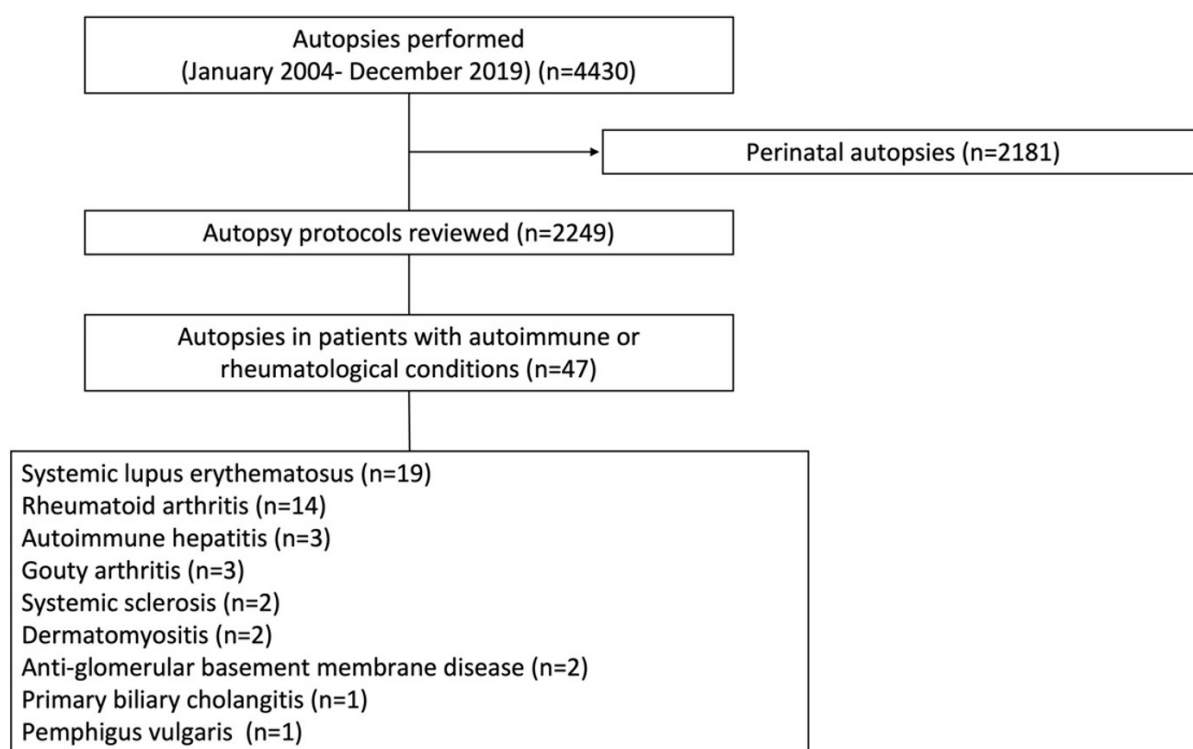 Autopsies performed
(January 2004- December 2019) (n=4430)
Perinatal autopsies (n=2181)
Autopsy protocols reviewed (n=2249)
Autopsies in patients with autoimmune or
rheumatological conditions (n=47)
Systemic lupus erythematosus (n=19)
Rheumatoid arthritis (n=14)
Autoimmune hepatitis (n=3)
Gouty arthritis (n=3)
Systemic sclerosis (n=2)
Dermatomyositis (n=2)
Anti-glomerular basement membrane disease (n=2)
Primary biliary cholangitis (n=1)
Pemphigus vulgaris  (n=1)